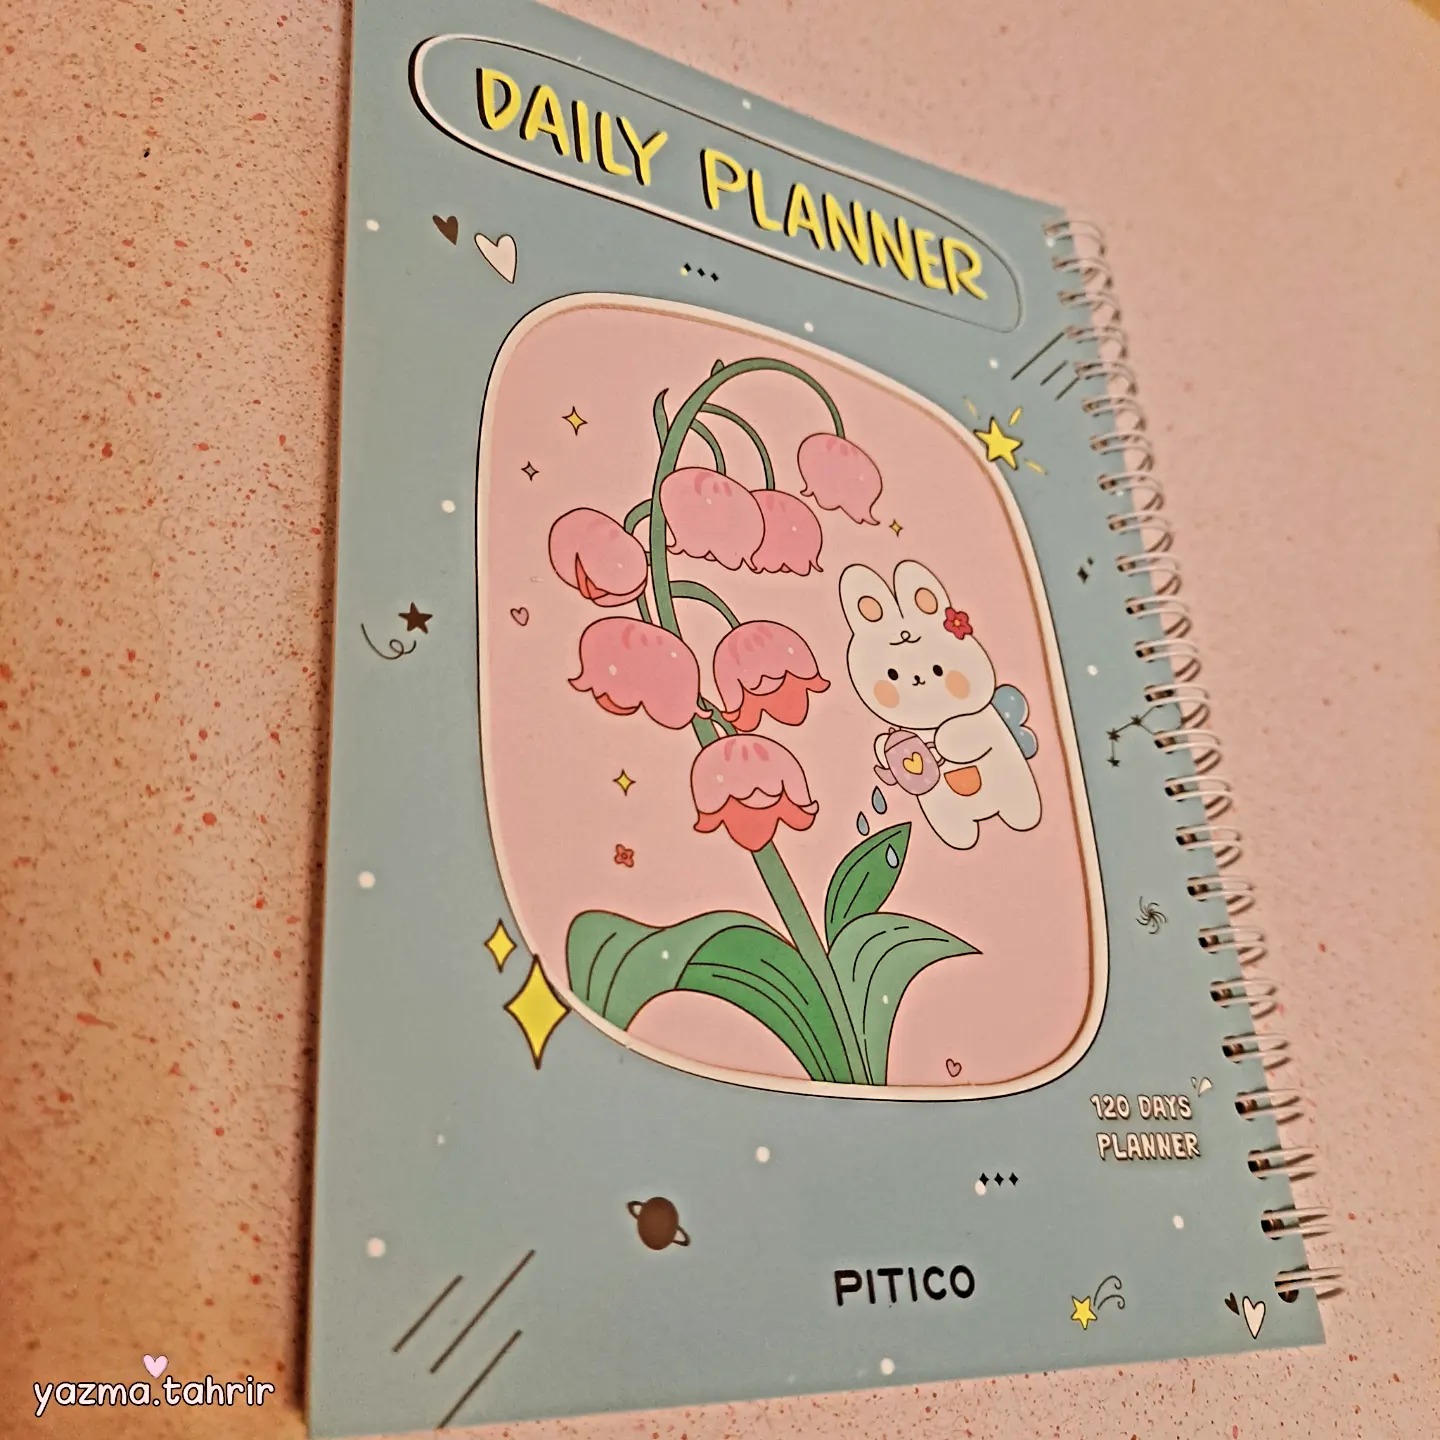 DAILY PLANNER
120 DAYS
PLANNER
PITICO
yazma.tahrir